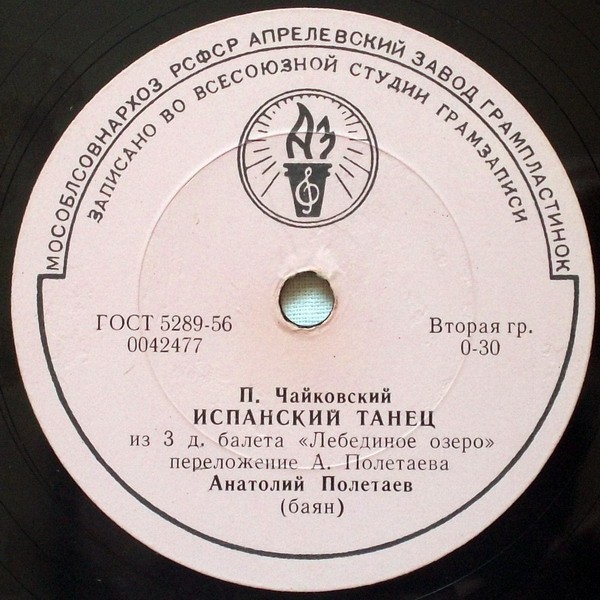 МОСОБЛСОВНАРХОЗ РСФСР АПРЕЛЕВСКИЙ ЗАВОД ГРАМПЛАСТИНОК
ЗАПИСАНО ВО ВСЕСОЮЗНОЙ СТУДИИ ГРАМЗАПИСИ
АЗ
ГОСТ 5289-56
0042477
Вторая гр.
0-30
П. Чайковский
ИСПАНСКИЙ ТАНЕЦ
из 3 д. балета «Лебединое озеро»
переложение А. Полетаева
Анатолий Полетаев
(баян)